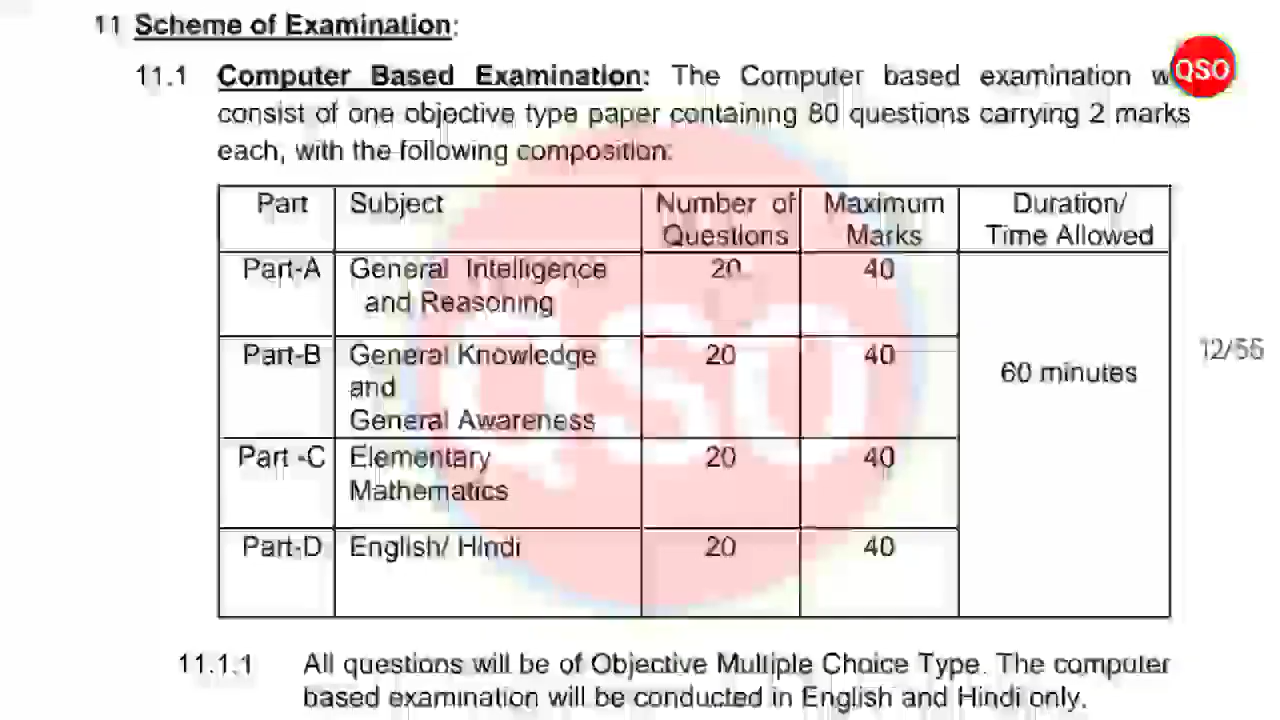 11 Scheme of Examination:
11.1 Computer Based Examination: The Computer based examination w
QSO
consist of one objective type paper containing 80 questions carrying 2 marks
each, with the following composition:
Part Subject Number of Questions Maximum Marks Duration/ Time Allowed
Part-A General Intelligence and Reasoning 20 40
Part-B General Knowledge and General Awareness 20 40
60 minutes
12/56
Part -C Elementary Mathematics 20 40
Part-D English/ Hindi 20 40
QSO
11.1.1 All questions will be of Objective Multiple Choice Type. The computer
based examination will be conducted in English and Hindi only.